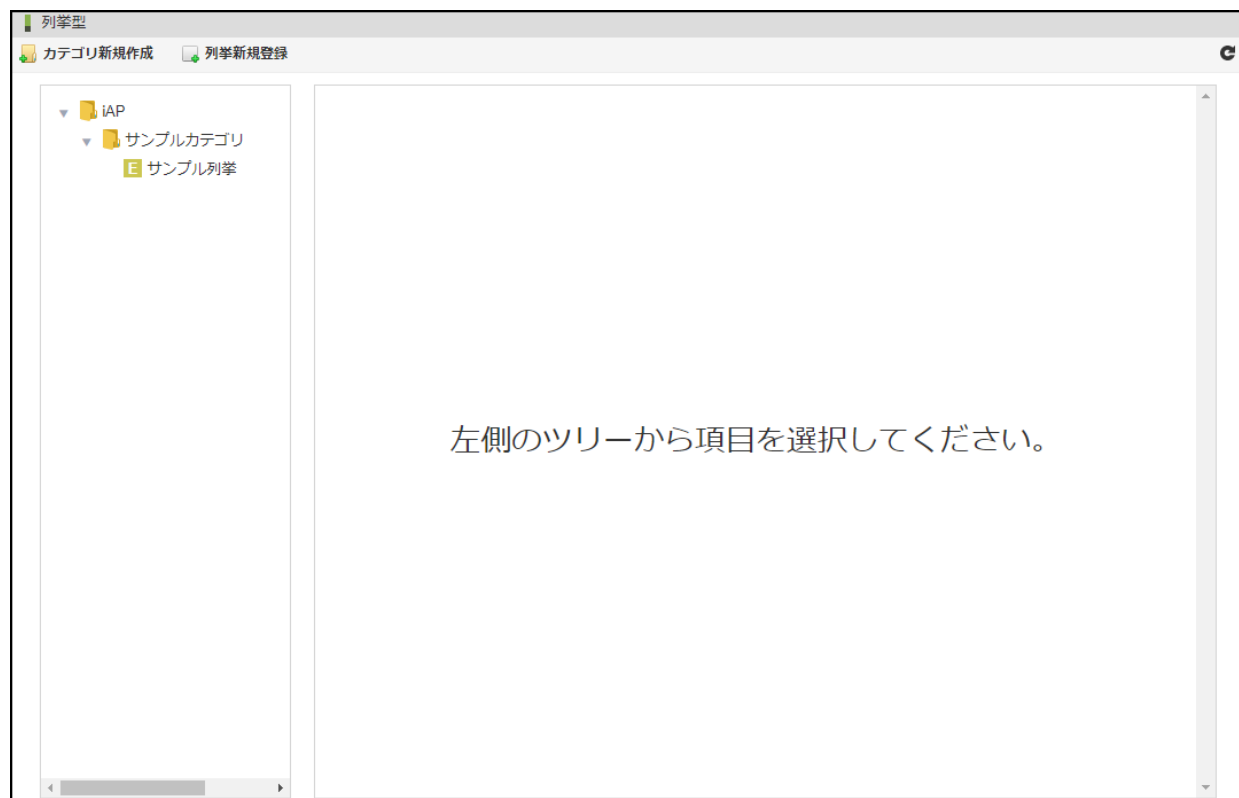 列挙型
カテゴリ新規作成 列挙新規登録
iAP
サンプルカテゴリ
E サンプル列挙
左側のツリーから項目を選択してください。